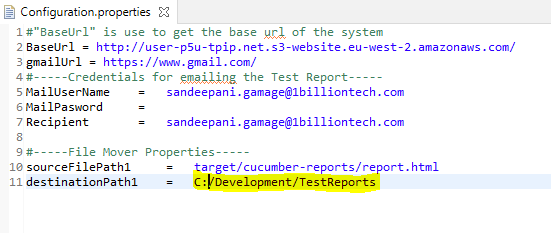 Configuration.properties
1 #"BaseUrl" is use to get the base url of the system
2 BaseUrl = http://user-p5u-tpip.net.s3-website.eu-west-2.amazonaws.com/
3 gmailUrl = https://www.gmail.com/
4 #-----Credentials for emailing the Test Report-----
5 MailUserName = sandeepani.gamage@1billiontech.com
6 MailPasword =
7 Recipient = sandeepani.gamage@1billiontech.com
8
9 #-----File Mover Properties-----
10 sourceFilePath1 = target/cucumber-reports/report.html
11 destinationPath1 = C:/Development/TestReports